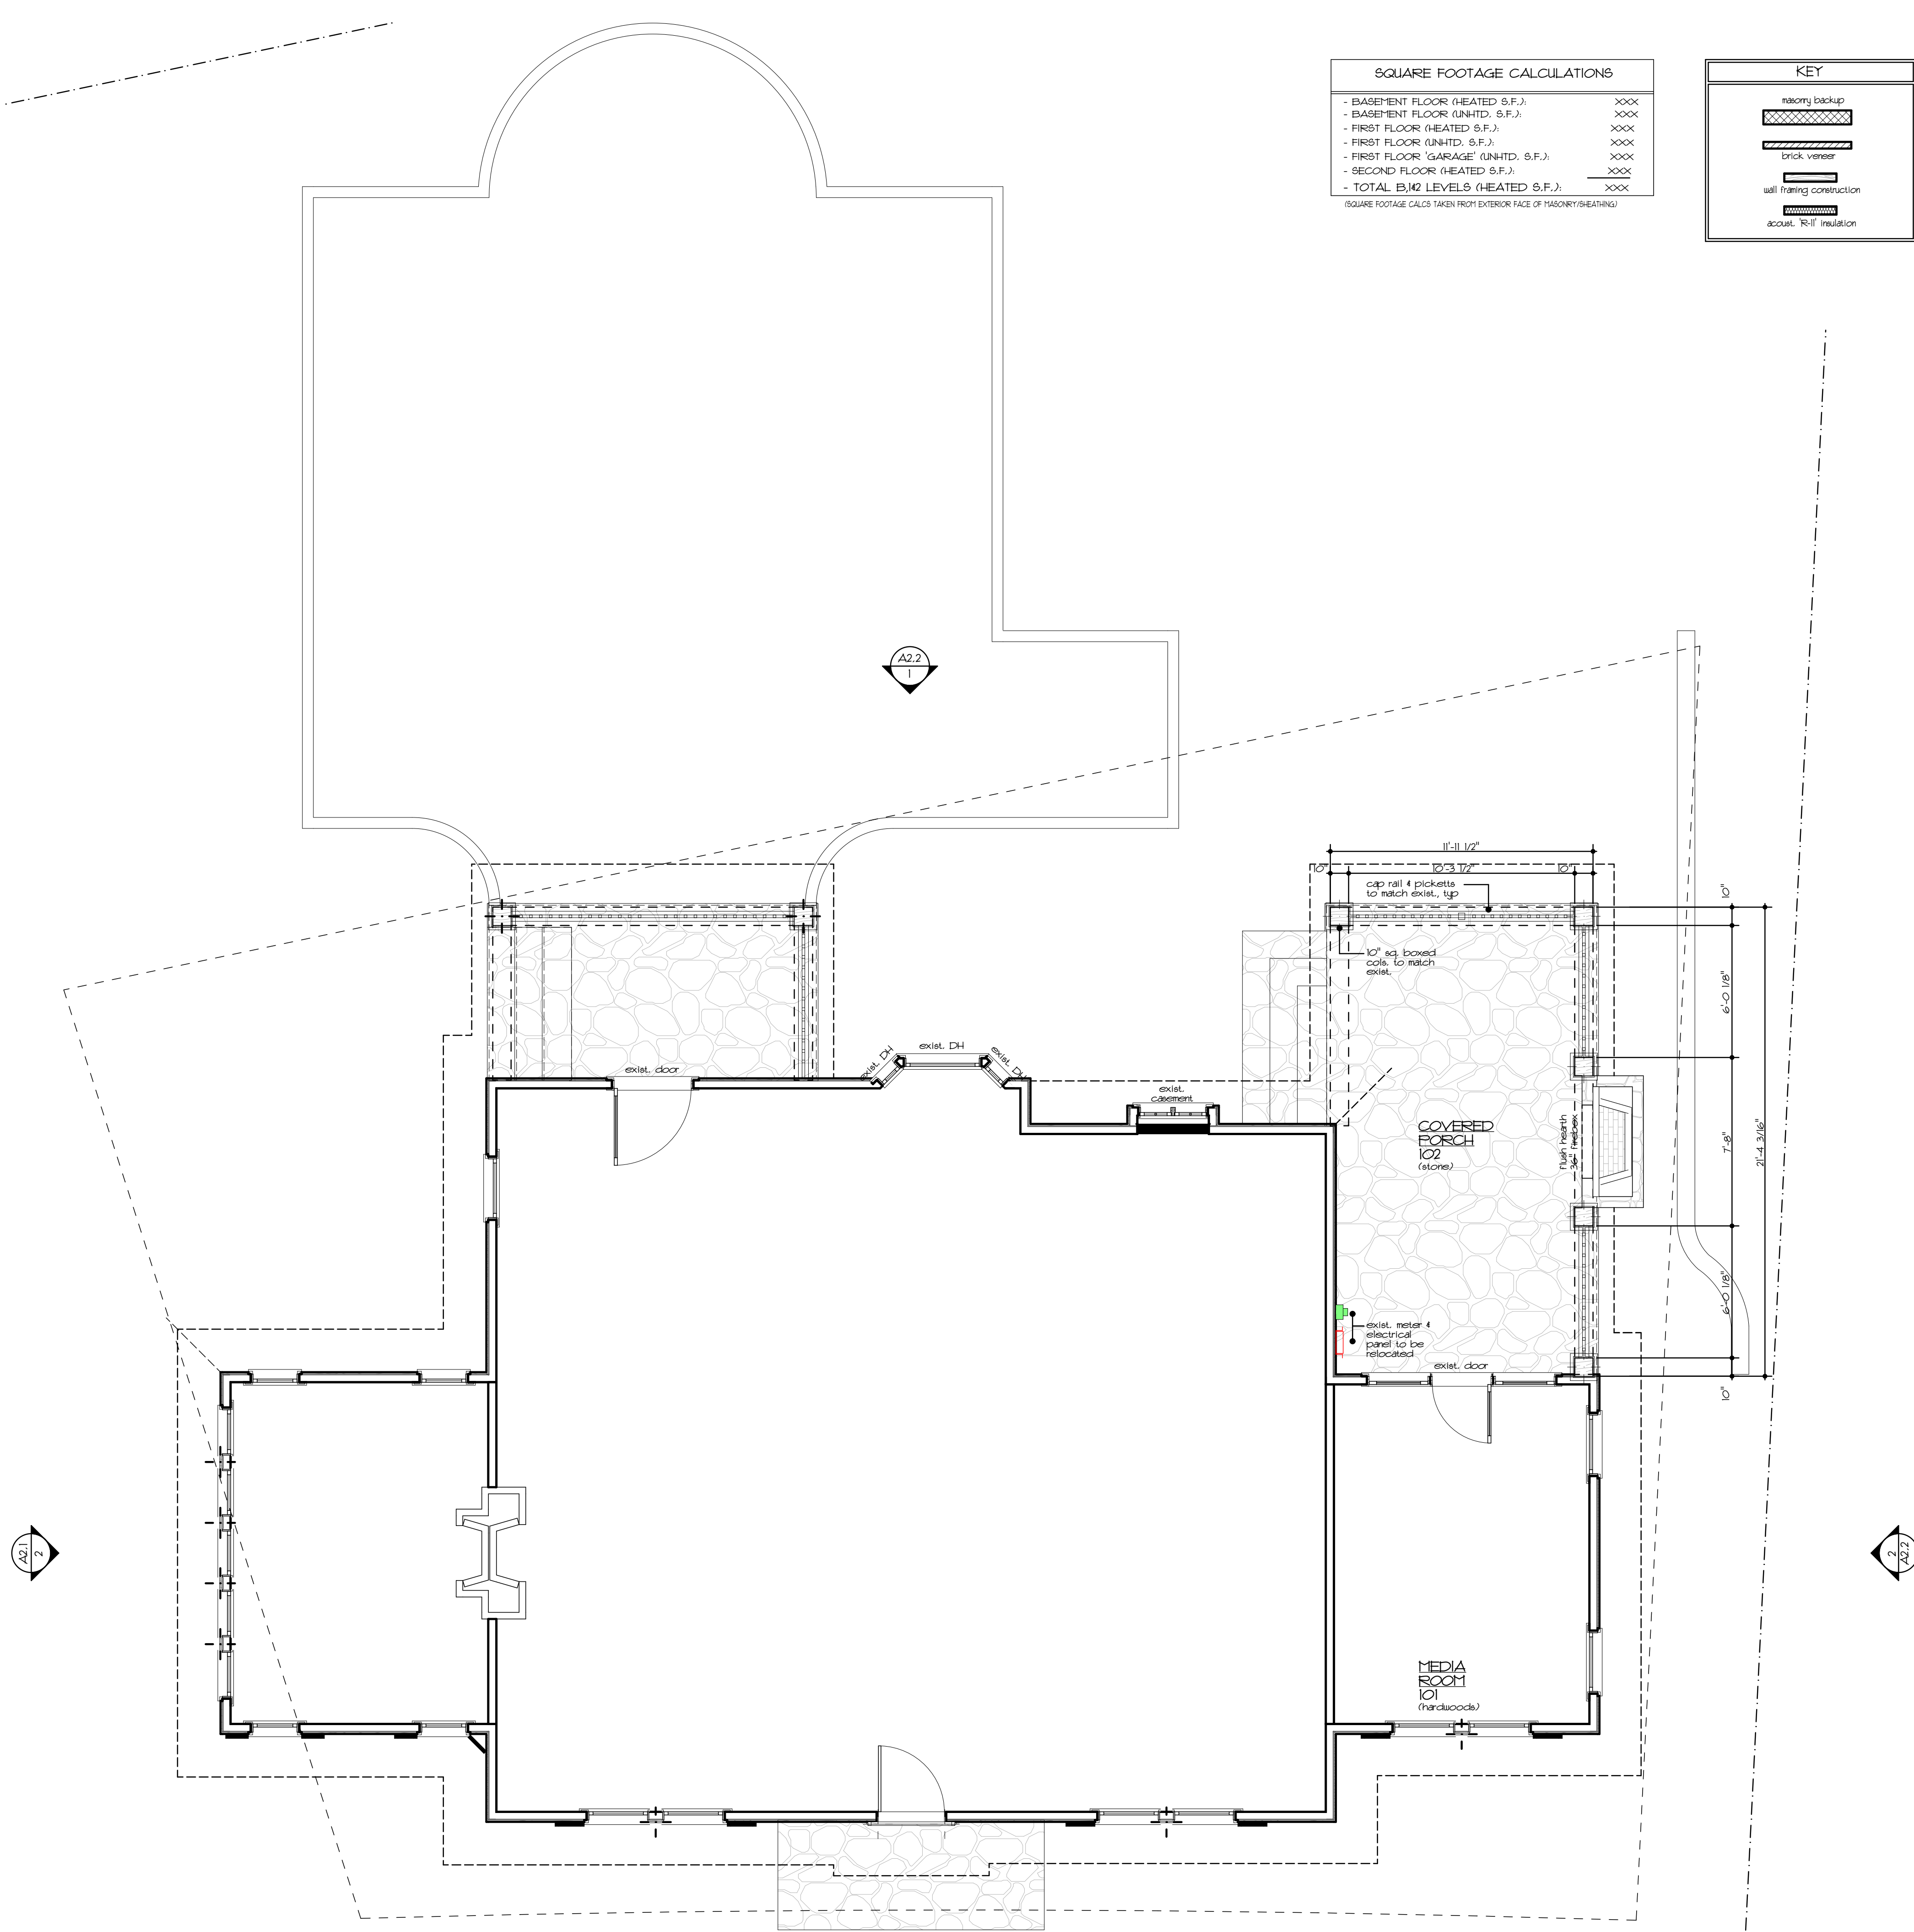 SQUARE FOOTAGE CALCULATIONS
- BASEMENT FLOOR (HEATED S.F.): XXX
- BASEMENT FLOOR (UNHTD. S.F.): XXX
- FIRST FLOOR (HEATED S.F.): XXX
- FIRST FLOOR (UNHTD. S.F.): XXX
- FIRST FLOOR 'GARAGE' (UNHTD. S.F.): XXX
- SECOND FLOOR (HEATED S.F.): XXX
- TOTAL B,1&2 LEVELS (HEATED S.F.): XXX
(SQUARE FOOTAGE CALCS TAKEN FROM EXTERIOR FACE OF MASONRY/SHEATHING)
KEY
masonry backup
brick veneer
wall framing construction
acoust. 'R-11' insulation
A2.2
1
11'-11 1/2"
10"
10'-3 1/2"
10"
cap rail & picketts
to match exist., typ
10"
10" sq. boxed
cols. to match
exist.
6'-0 1/8"
exist. DH
exist. DH
exist. DH
exist. door
exist.
casement
COVERED
PORCH
102
(stone)
flush hearth
36" firebox
7'-8"
21'-4 3/16"
6'-0 1/8"
exist. meter &
electrical
panel to be
relocated
exist. door
10"
A2.1
2
2
A2.2
MEDIA
ROOM
101
(hardwoods)